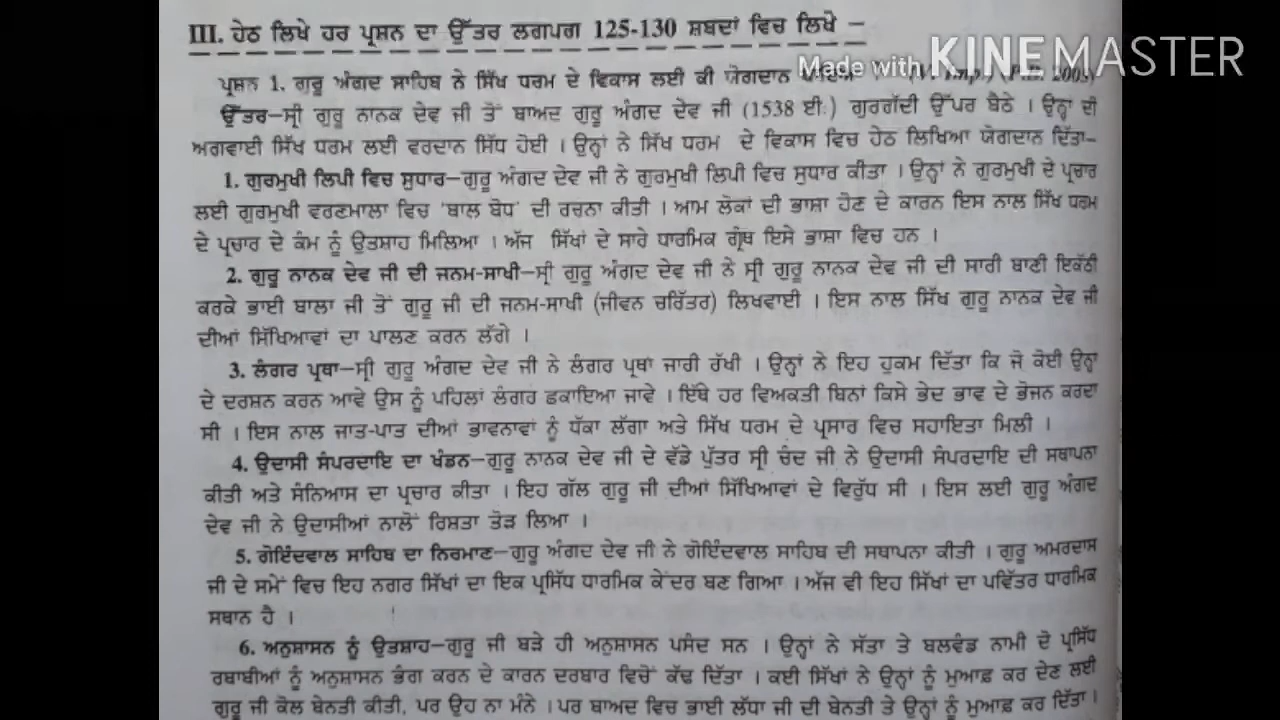 III. ਹੇਠ ਲਿਖੇ ਹਰ ਪ੍ਰਸ਼ਨ ਦਾ ਉੱਤਰ ਲਗਪਗ 125-130 ਸ਼ਬਦਾਂ ਵਿਚ ਲਿਖੋ –
Made with KINEMASTER
ਪ੍ਰਸ਼ਨ 1. ਗੁਰੂ ਅੰਗਦ ਸਾਹਿਬ ਨੇ ਸਿੱਖ ਧਰਮ ਦੇ ਵਿਕਾਸ ਲਈ ਕੀ ਯੋਗਦਾਨ
ਉੱਤਰ–ਸ੍ਰੀ ਗੁਰੂ ਨਾਨਕ ਦੇਵ ਜੀ ਤੋਂ ਬਾਅਦ ਗੁਰੂ ਅੰਗਦ ਦੇਵ ਜੀ (1538 ਈ:) ਗੁਰਗੱਦੀ ਉੱਪਰ ਬੈਠੇ । ਉਨ੍ਹਾਂ ਦੀ
ਅਗਵਾਈ ਸਿੱਖ ਧਰਮ ਲਈ ਵਰਦਾਨ ਸਿੱਧ ਹੋਈ । ਉਨ੍ਹਾਂ ਨੇ ਸਿੱਖ ਧਰਮ ਦੇ ਵਿਕਾਸ ਵਿਚ ਹੇਠ ਲਿਖਿਆ ਯੋਗਦਾਨ ਦਿੱਤਾ–
1. ਗੁਰਮੁਖੀ ਲਿਪੀ ਵਿਚ ਸੁਧਾਰ–ਗੁਰੂ ਅੰਗਦ ਦੇਵ ਜੀ ਨੇ ਗੁਰਮੁਖੀ ਲਿਪੀ ਵਿਚ ਸੁਧਾਰ ਕੀਤਾ । ਉਨ੍ਹਾਂ ਨੇ ਗੁਰਮੁਖੀ ਦੇ ਪ੍ਰਚਾਰ
ਲਈ ਗੁਰਮੁਖੀ ਵਰਣਮਾਲਾ ਵਿਚ 'ਬਾਲ ਬੋਧ' ਦੀ ਰਚਨਾ ਕੀਤੀ । ਆਮ ਲੋਕਾਂ ਦੀ ਭਾਸ਼ਾ ਹੋਣ ਦੇ ਕਾਰਨ ਇਸ ਨਾਲ ਸਿੱਖ ਧਰਮ
ਦੇ ਪ੍ਰਚਾਰ ਦੇ ਕੰਮ ਨੂੰ ਉਤਸ਼ਾਹ ਮਿਲਿਆ । ਅੱਜ ਸਿੱਖਾਂ ਦੇ ਸਾਰੇ ਧਾਰਮਿਕ ਗ੍ਰੰਥ ਇਸੇ ਭਾਸ਼ਾ ਵਿਚ ਹਨ ।
2. ਗੁਰੂ ਨਾਨਕ ਦੇਵ ਜੀ ਦੀ ਜਨਮ-ਸਾਖੀ–ਸ੍ਰੀ ਗੁਰੂ ਅੰਗਦ ਦੇਵ ਜੀ ਨੇ ਸ੍ਰੀ ਗੁਰੂ ਨਾਨਕ ਦੇਵ ਜੀ ਦੀ ਸਾਰੀ ਬਾਣੀ ਇਕੱਠੀ
ਕਰਕੇ ਭਾਈ ਬਾਲਾ ਜੀ ਤੋਂ ਗੁਰੂ ਜੀ ਦੀ ਜਨਮ-ਸਾਖੀ (ਜੀਵਨ ਚਰਿੱਤਰ) ਲਿਖਵਾਈ । ਇਸ ਨਾਲ ਸਿੱਖ ਗੁਰੂ ਨਾਨਕ ਦੇਵ ਜੀ
ਦੀਆਂ ਸਿੱਖਿਆਵਾਂ ਦਾ ਪਾਲਣ ਕਰਨ ਲੱਗੇ ।
3. ਲੰਗਰ ਪ੍ਰਥਾ–ਸ੍ਰੀ ਗੁਰੂ ਅੰਗਦ ਦੇਵ ਜੀ ਨੇ ਲੰਗਰ ਪ੍ਰਥਾ ਜਾਰੀ ਰੱਖੀ । ਉਨ੍ਹਾਂ ਨੇ ਇਹ ਹੁਕਮ ਦਿੱਤਾ ਕਿ ਜੋ ਕੋਈ ਉਨ੍ਹਾਂ
ਦੇ ਦਰਸ਼ਨ ਕਰਨ ਆਵੇ ਉਸ ਨੂੰ ਪਹਿਲਾਂ ਲੰਗਰ ਛਕਾਇਆ ਜਾਵੇ । ਇੱਥੇ ਹਰ ਵਿਅਕਤੀ ਬਿਨਾਂ ਕਿਸੇ ਭੇਦ ਭਾਵ ਦੇ ਭੋਜਨ ਕਰਦਾ
ਸੀ । ਇਸ ਨਾਲ ਜਾਤ-ਪਾਤ ਦੀਆਂ ਭਾਵਨਾਵਾਂ ਨੂੰ ਧੱਕਾ ਲੱਗਾ ਅਤੇ ਸਿੱਖ ਧਰਮ ਦੇ ਪ੍ਰਸਾਰ ਵਿਚ ਸਹਾਇਤਾ ਮਿਲੀ ।
4. ਉਦਾਸੀ ਸੰਪਰਦਾਇ ਦਾ ਖੰਡਨ–ਗੁਰੂ ਨਾਨਕ ਦੇਵ ਜੀ ਦੇ ਵੱਡੇ ਪੁੱਤਰ ਸ੍ਰੀ ਚੰਦ ਜੀ ਨੇ ਉਦਾਸੀ ਸੰਪਰਦਾਇ ਦੀ ਸਥਾਪਨਾ
ਕੀਤੀ ਅਤੇ ਸੰਨਿਆਸ ਦਾ ਪ੍ਰਚਾਰ ਕੀਤਾ । ਇਹ ਗੱਲ ਗੁਰੂ ਜੀ ਦੀਆਂ ਸਿੱਖਿਆਵਾਂ ਦੇ ਵਿਰੁੱਧ ਸੀ । ਇਸ ਲਈ ਗੁਰੂ ਅੰਗਦ
ਦੇਵ ਜੀ ਨੇ ਉਦਾਸੀਆਂ ਨਾਲੋਂ ਰਿਸ਼ਤਾ ਤੋੜ ਲਿਆ ।
5. ਗੋਇੰਦਵਾਲ ਸਾਹਿਬ ਦਾ ਨਿਰਮਾਣ–ਗੁਰੂ ਅੰਗਦ ਦੇਵ ਜੀ ਨੇ ਗੋਇੰਦਵਾਲ ਸਾਹਿਬ ਦੀ ਸਥਾਪਨਾ ਕੀਤੀ । ਗੁਰੂ ਅਮਰਦਾਸ
ਜੀ ਦੇ ਸਮੇਂ ਵਿਚ ਇਹ ਨਗਰ ਸਿੱਖਾਂ ਦਾ ਇਕ ਪ੍ਰਸਿੱਧ ਧਾਰਮਿਕ ਕੇਂਦਰ ਬਣ ਗਿਆ । ਅੱਜ ਵੀ ਇਹ ਸਿੱਖਾਂ ਦਾ ਪਵਿੱਤਰ ਧਾਰਮਿਕ
ਸਥਾਨ ਹੈ ।
6. ਅਨੁਸ਼ਾਸਨ ਨੂੰ ਉਤਸ਼ਾਹ–ਗੁਰੂ ਜੀ ਬੜੇ ਹੀ ਅਨੁਸ਼ਾਸਨ ਪਸੰਦ ਸਨ । ਉਨ੍ਹਾਂ ਨੇ ਸੱਤਾ ਤੇ ਬਲਵੰਡ ਨਾਮੀ ਦੋ ਪ੍ਰਸਿੱਧ
ਰਬਾਬੀਆਂ ਨੂੰ ਅਨੁਸ਼ਾਸਨ ਭੰਗ ਕਰਨ ਦੇ ਕਾਰਨ ਦਰਬਾਰ ਵਿਚੋਂ ਕੱਢ ਦਿੱਤਾ । ਕਈ ਸਿੱਖਾਂ ਨੇ ਉਨ੍ਹਾਂ ਨੂੰ ਮੁਆਫ਼ ਕਰ ਦੇਣ ਲਈ
ਗੁਰੂ ਜੀ ਕੋਲ ਬੇਨਤੀ ਕੀਤੀ, ਪਰ ਉਹ ਨਾ ਮੰਨੇ । ਪਰ ਬਾਅਦ ਵਿਚ ਭਾਈ ਲੱਧਾ ਜੀ ਦੀ ਬੇਨਤੀ ਤੇ ਉਨ੍ਹਾਂ ਨੂੰ ਮੁਆਫ਼ ਕਰ ਦਿੱਤਾ ।